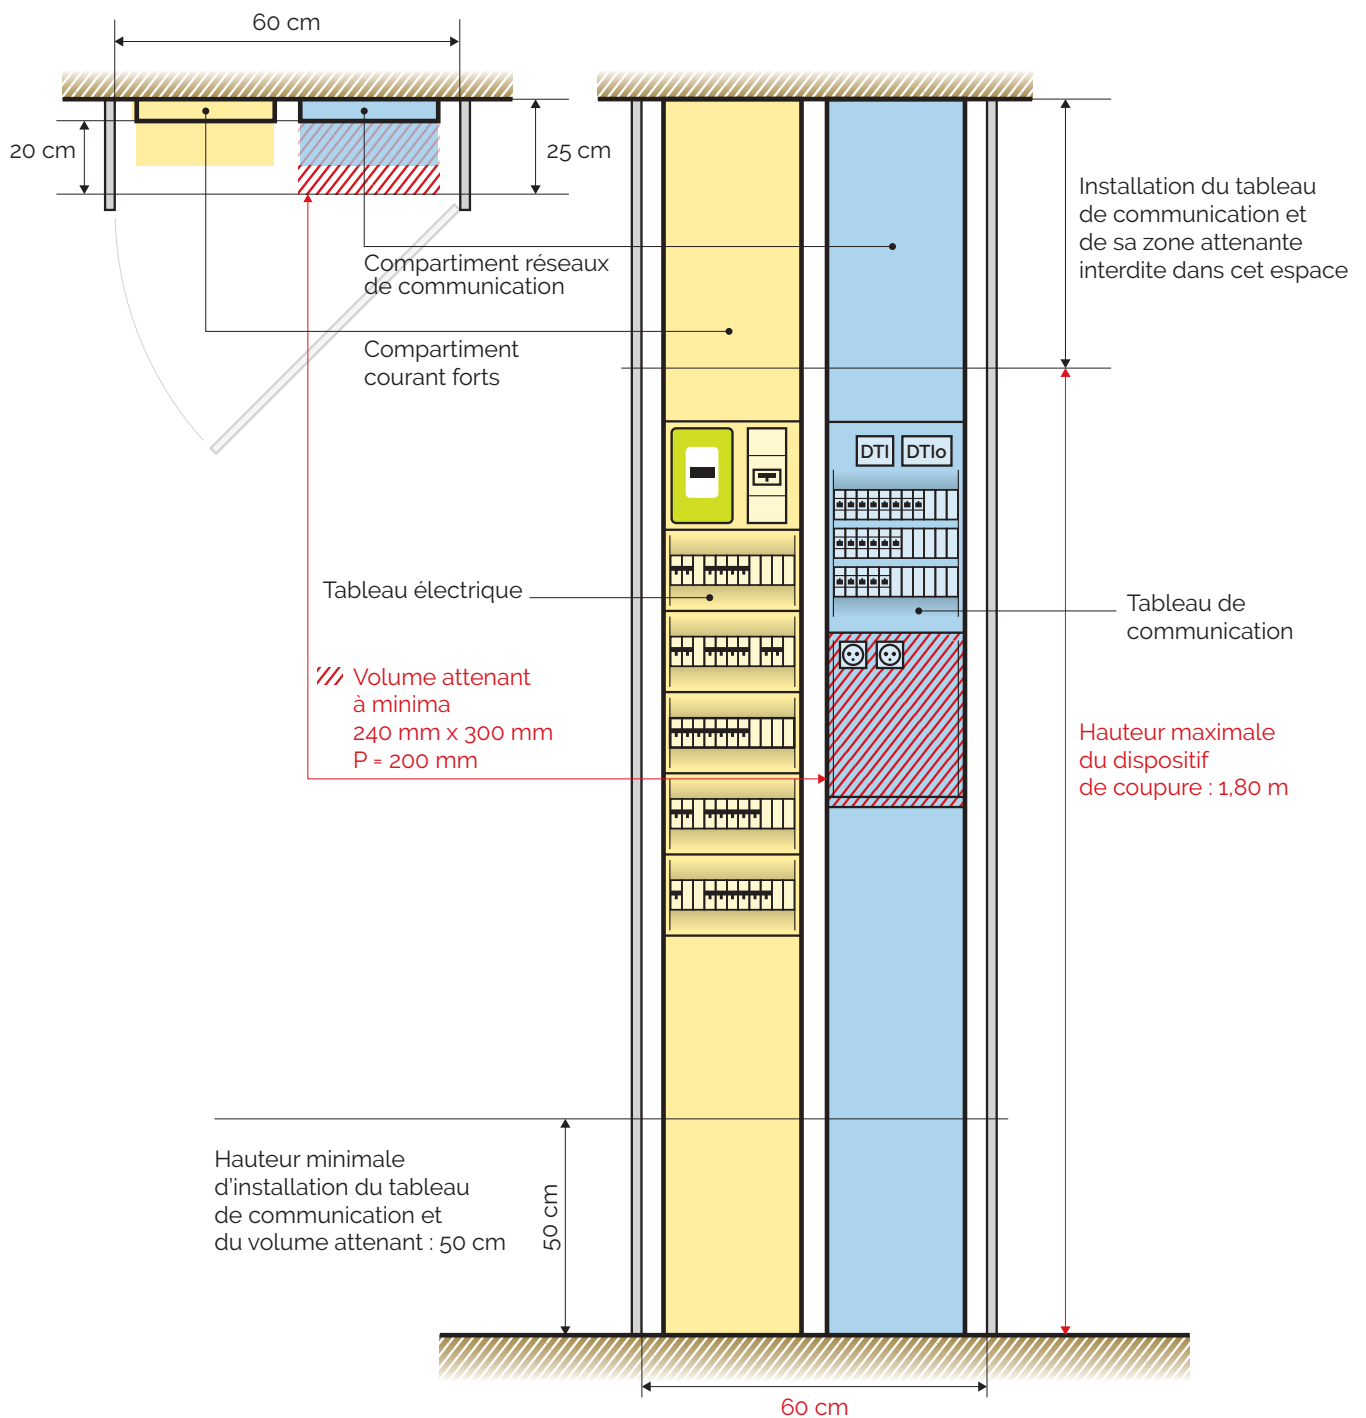 60 cm
20 cm
25 cm
Installation du tableau
de communication et
de sa zone attenante
interdite dans cet espace
Compartiment réseaux
de communication
Compartiment
courant forts
DTI
DTIo
Tableau électrique
Tableau de
communication
Volume attenant
à minima
240 mm x 300 mm
P = 200 mm
Hauteur maximale
du dispositif
de coupure : 1,80 m
Hauteur minimale
d'installation du tableau
de communication et
du volume attenant : 50 cm
50 cm
60 cm